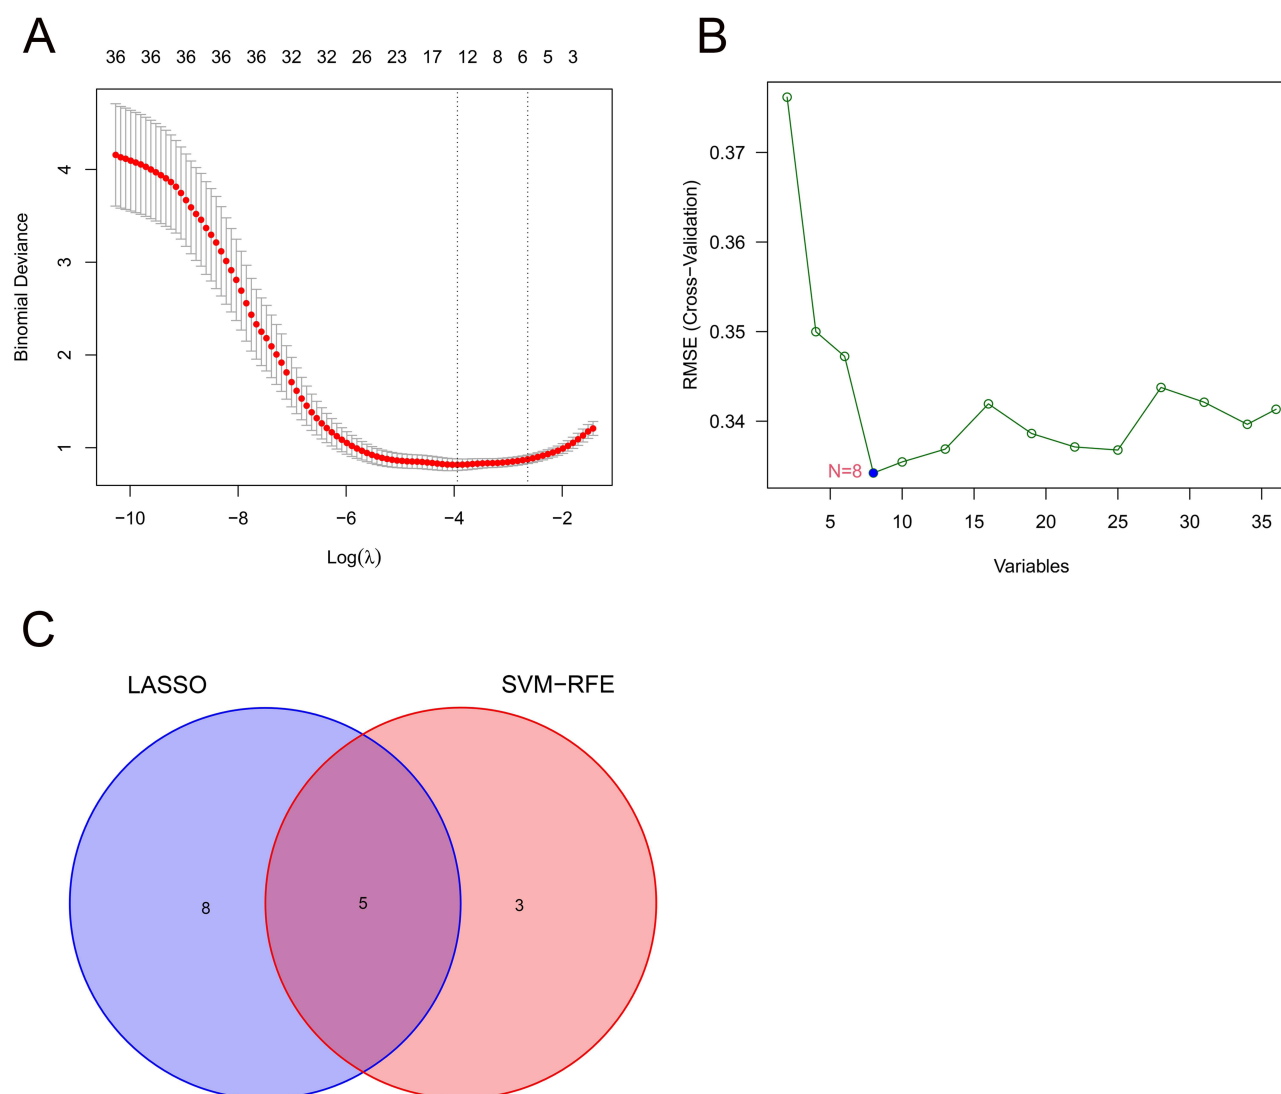 A
36 36 36 36 36 32 32 26 23 17 12 8 6 5 3
Binomial Deviance
4
3
2
1
−10 −8 −6 −4 −2
Log(λ)
B
RMSE (Cross−Validation)
0.37
0.36
0.35
0.34
N=8
5 10 15 20 25 30 35
Variables
C
LASSO SVM−RFE
8 5 3